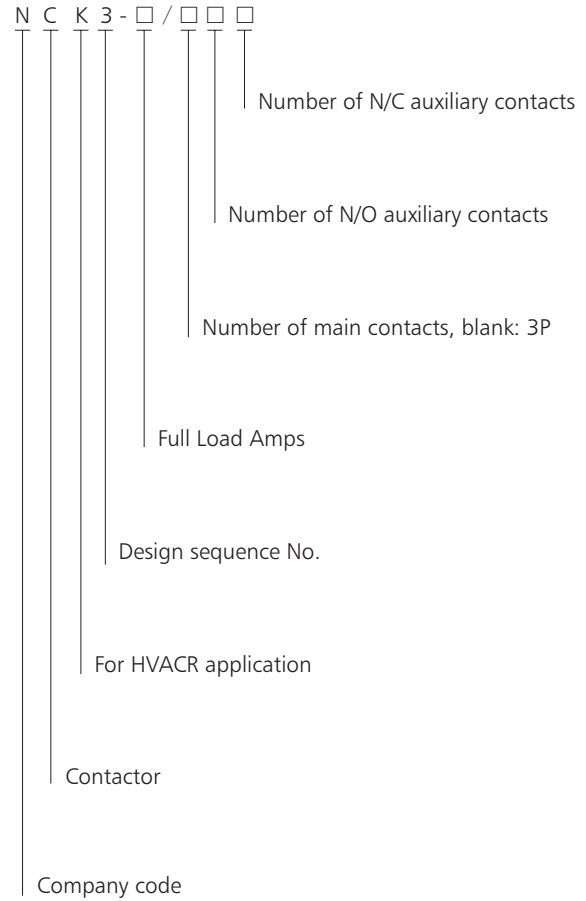 N C K 3 - □ / □ □ □
Number of N/C auxiliary contacts
Number of N/O auxiliary contacts
Number of main contacts, blank: 3P
Full Load Amps
Design sequence No.
For HVACR application
Contactor
Company code